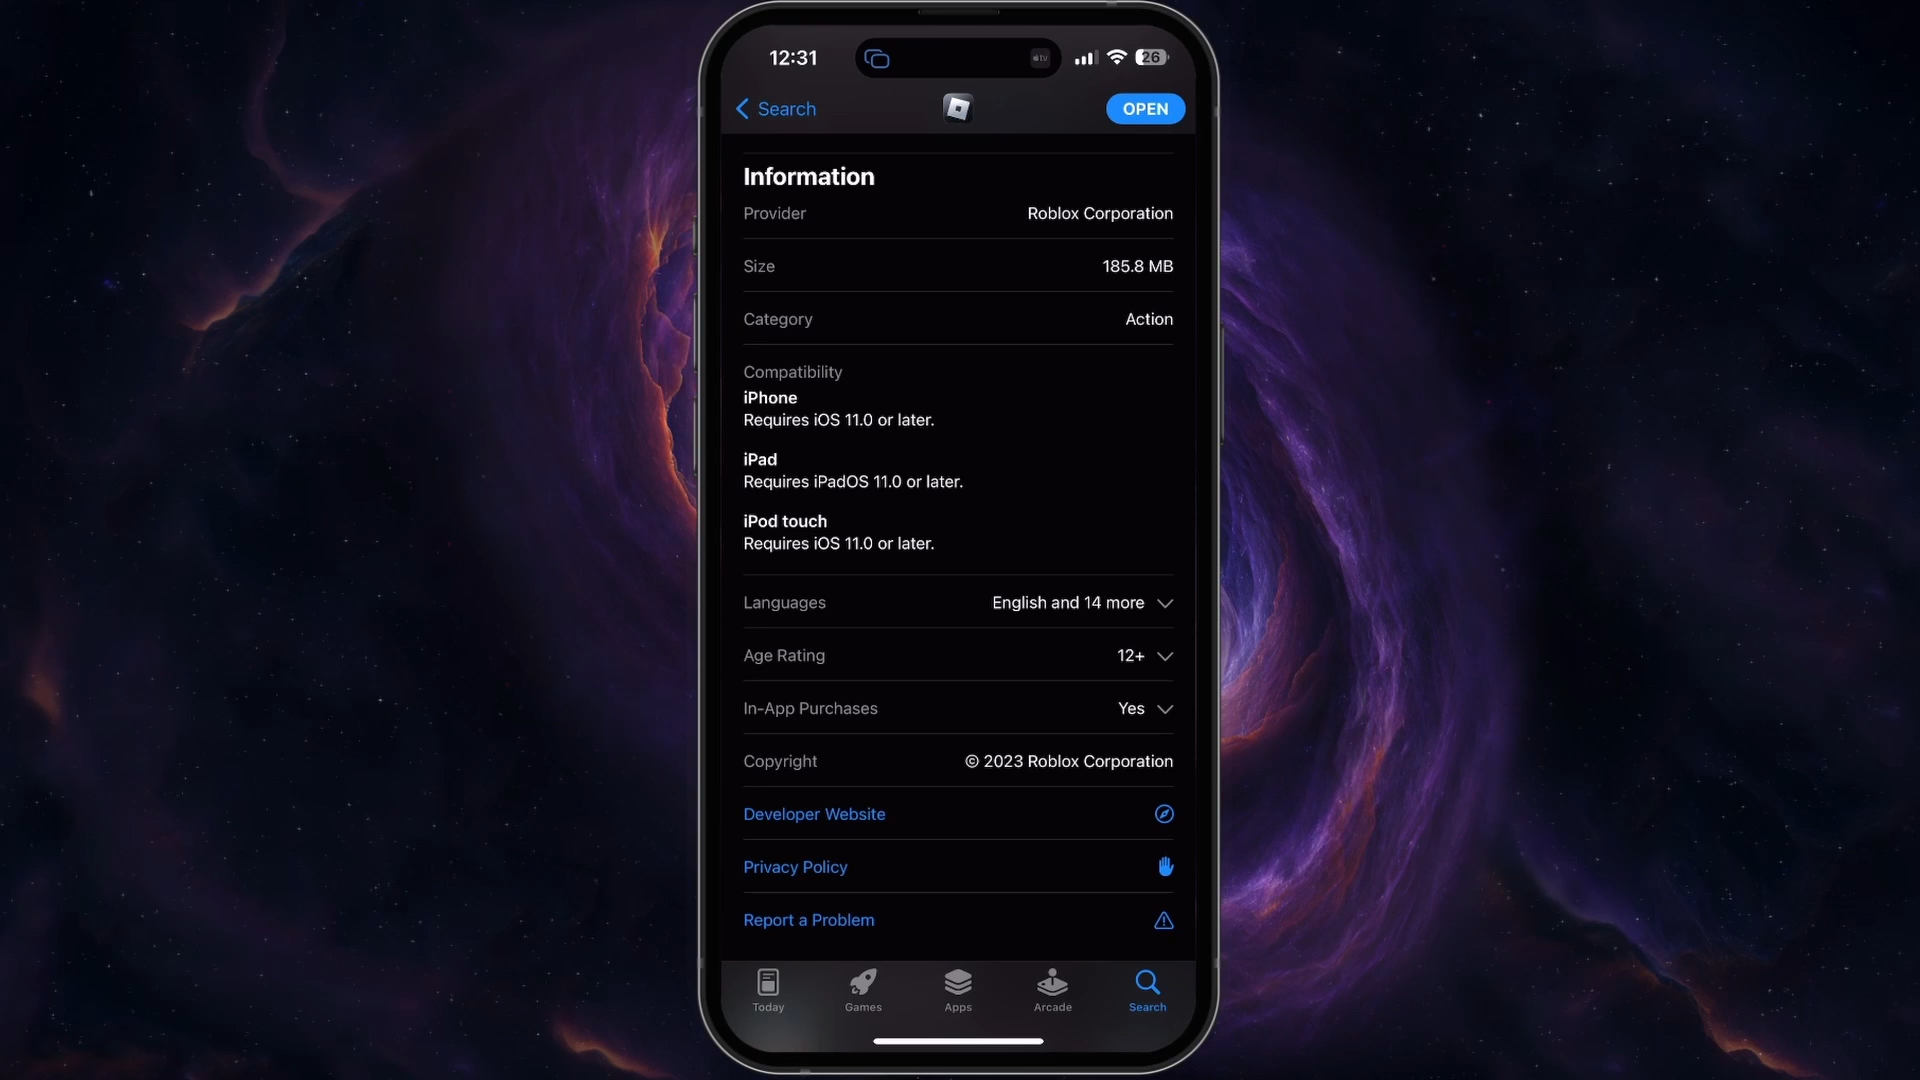 12:31
tv
26
Search
OPEN
Information
Provider
Roblox Corporation
Size
185.8 MB
Category
Action
Compatibility
iPhone
Requires iOS 11.0 or later.
iPad
Requires iPadOS 11.0 or later.
iPod touch
Requires iOS 11.0 or later.
Languages
English and 14 more
Age Rating
12+
In-App Purchases
Yes
Copyright
© 2023 Roblox Corporation
Developer Website
Privacy Policy
Report a Problem
Today
Games
Apps
Arcade
Search